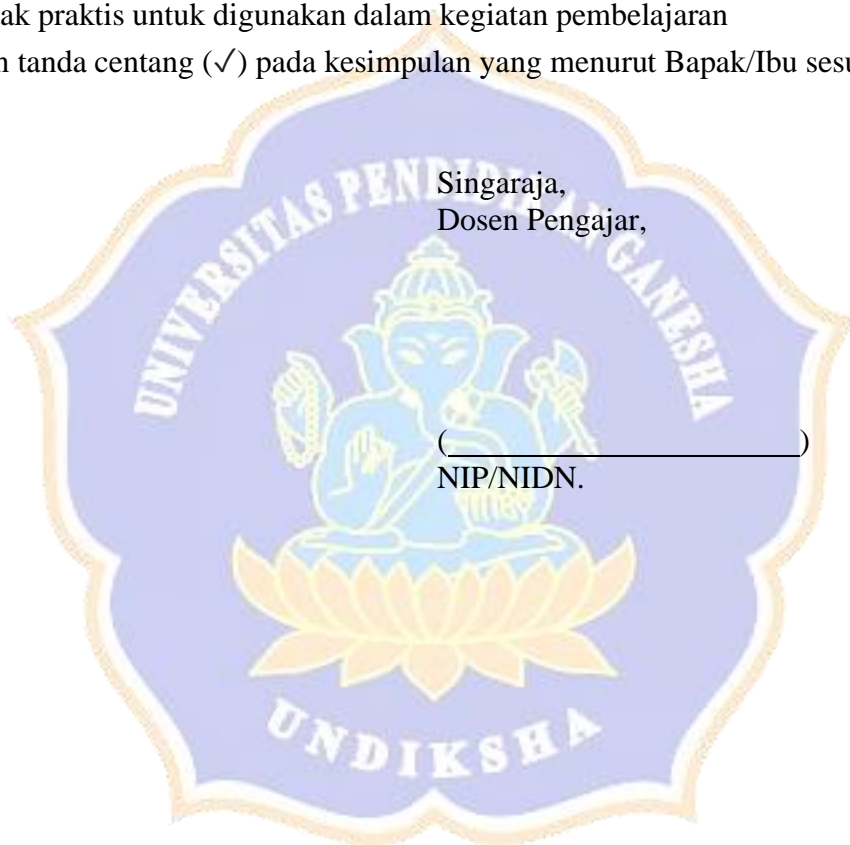 ak praktis untuk digunakan dalam kegiatan pembelajaran
n tanda centang (✓) pada kesimpulan yang menurut Bapak/Ibu sesu
Singaraja,
Dosen Pengajar,
(______________________)
NIP/NIDN.
UNIVERSITAS PENDIDIKAN GANESHA
UNDIKSHA